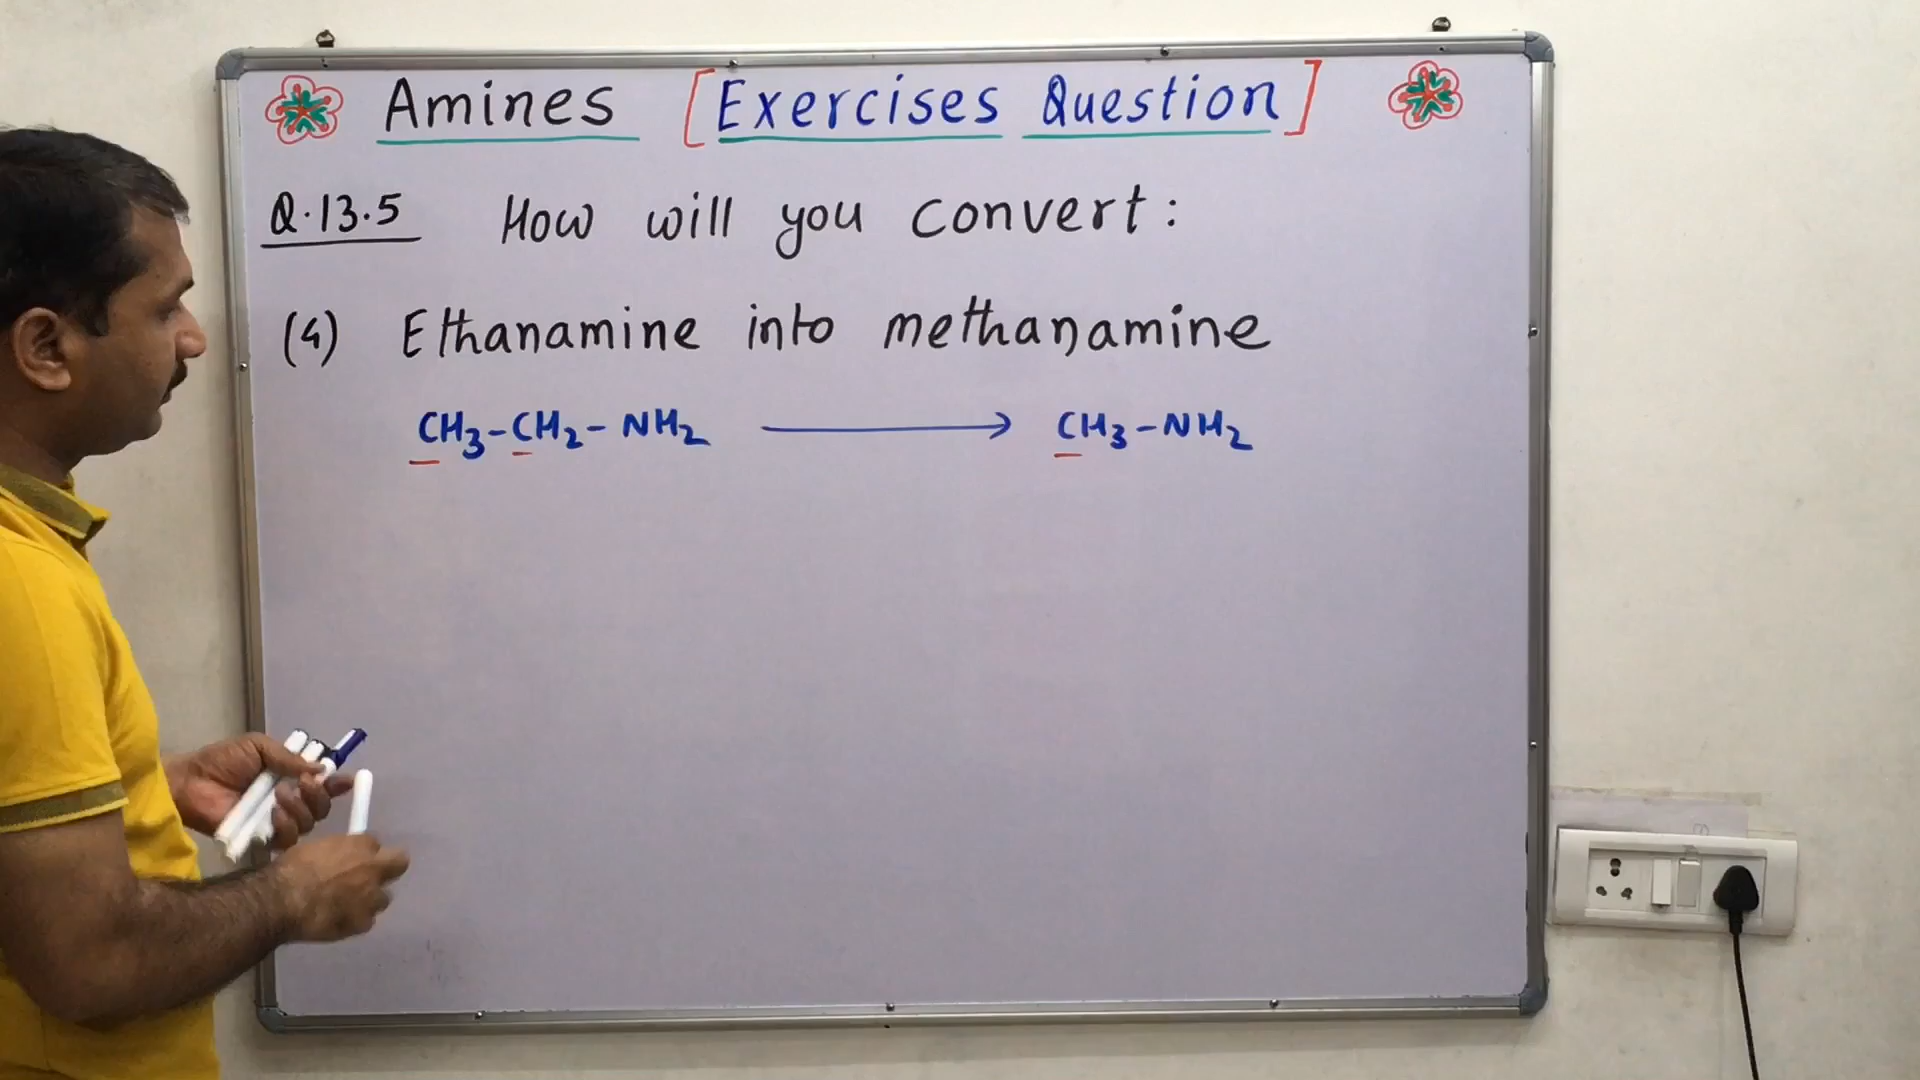 Amines [Exercises Question]
Q.13.5 How will you convert:
(4) Ethanamine into methanamine
CH3-CH2-NH2 ⟶ CH3-NH2